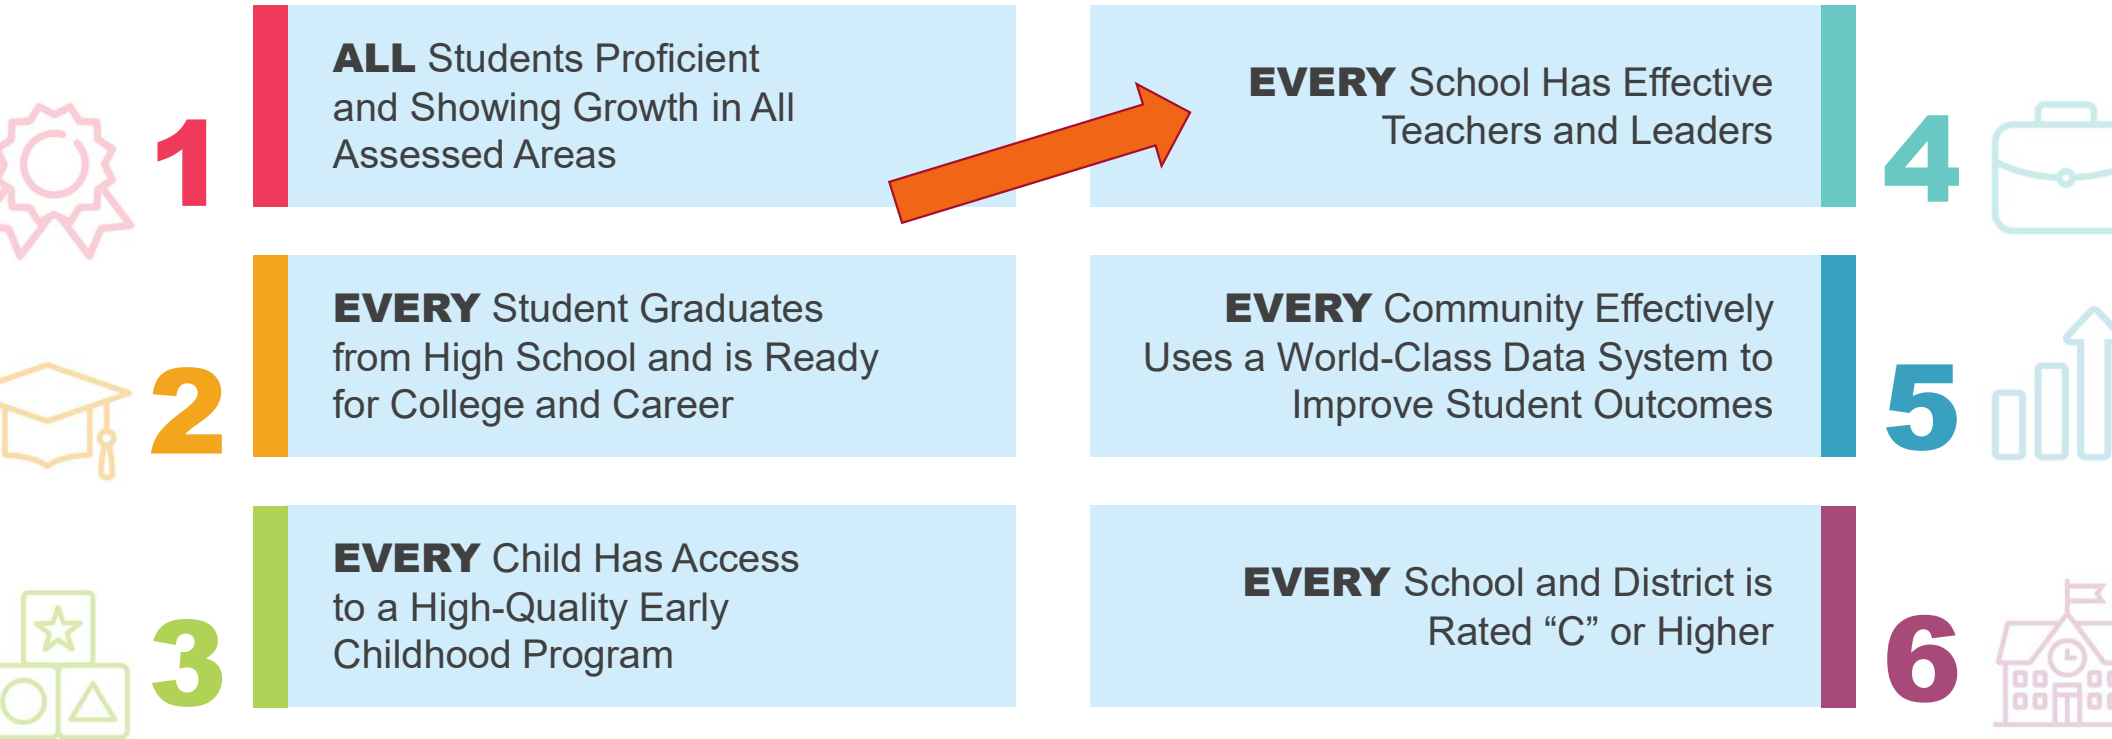 1
ALL Students Proficient
and Showing Growth in All
Assessed Areas
2
EVERY Student Graduates
from High School and is Ready
for College and Career
3
EVERY Child Has Access
to a High-Quality Early
Childhood Program
EVERY School Has Effective
Teachers and Leaders
4
EVERY Community Effectively
Uses a World-Class Data System to
Improve Student Outcomes
5
EVERY School and District is
Rated “C” or Higher
6